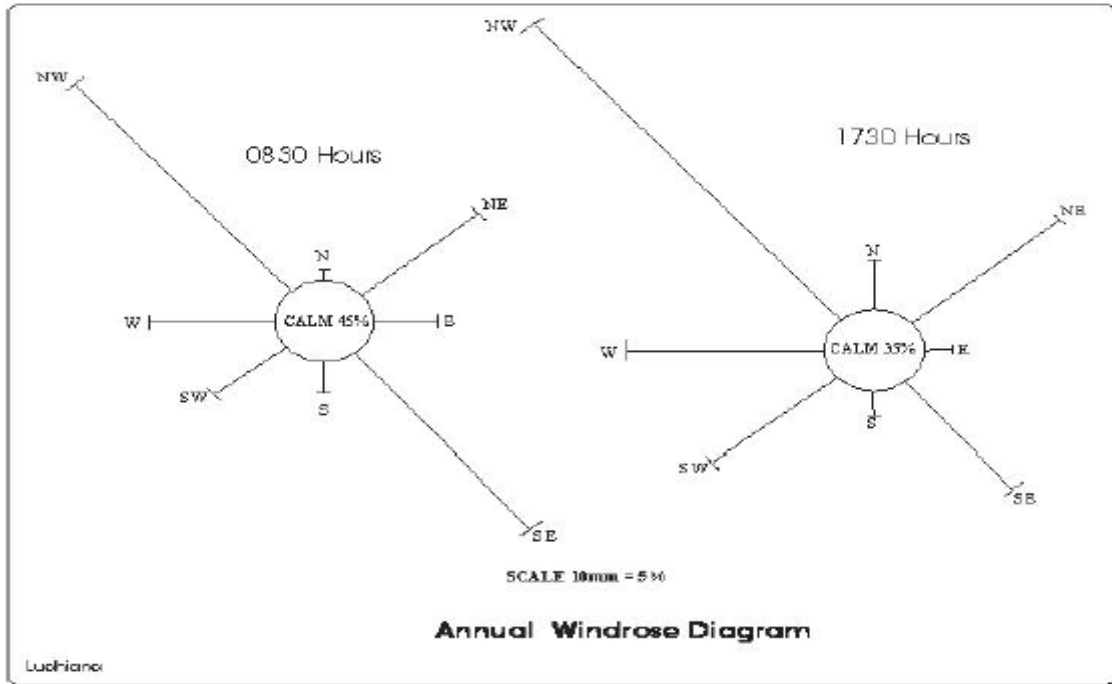 NW
0830 Hours
NE
N
W
CALM 45%
E
SW
S
SE
NW
1730 Hours
NE
N
W
CALM 35%
E
SW
S
SE
SCALE 10mm = 5%
Annual Windrose Diagram
Ludhiana